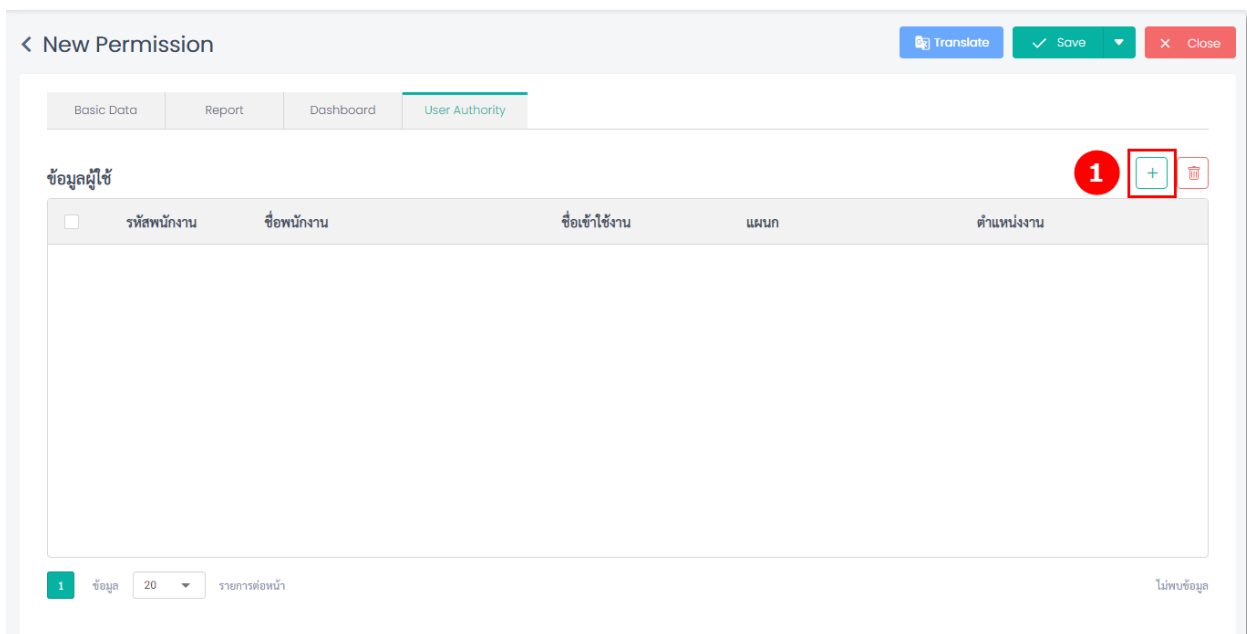 New Permission
Translate
Save
Close
Basic Data
Report
Dashboard
User Authority
ข้อมูลผู้ใช้
1
รหัสพนักงาน
ชื่อพนักงาน
ชื่อเข้าใช้งาน
แผนก
ตำแหน่งงาน
1 ข้อมูล 20 รายการต่อหน้า
ไม่พบข้อมูล